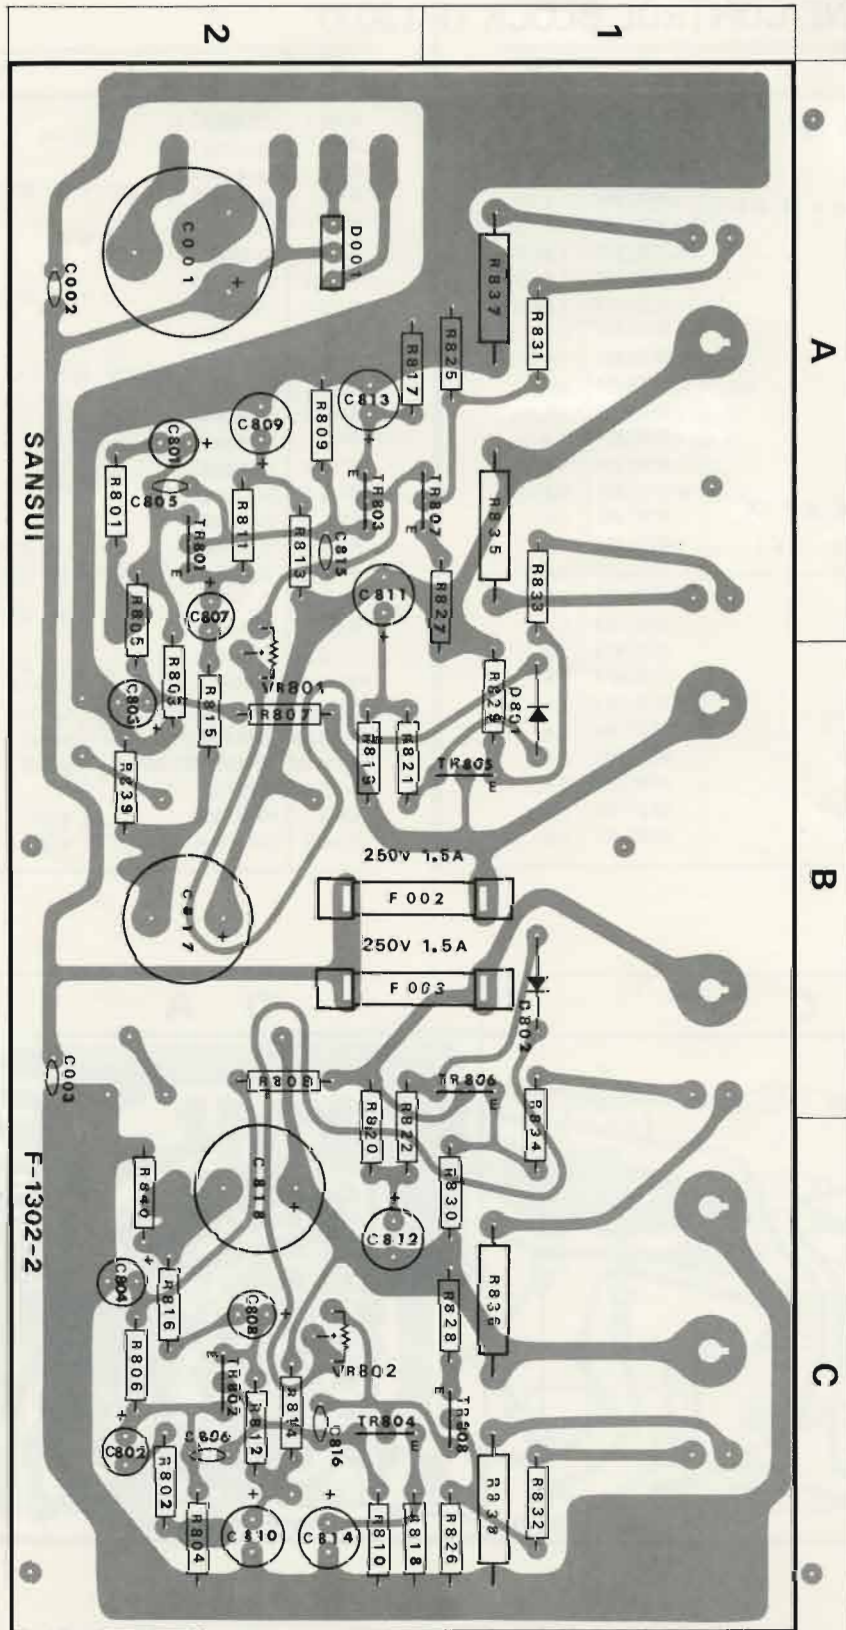 2
1
A
B
C
C001
D001
C002
R837
R831
R825
R817
C813
R809
C809
C801
R801
C805
TR801
E
R811
R813
C815
TR803
E
TR807
R835
R833
R827
C811
C807
R805
R803
R815
C803
VR801
R807
R829
D801
TR805
E
R819
R821
R839
SANSUI
250V 1.5A
F 002
C817
250V 1.5A
F 003
D802
C003
R808
TR806
E
R820
R822
R834
R830
R840
C818
C812
F-1302-2
C804
R816
C808
R828
R836
R806
TR802
E
VR802
R812
R814
C816
TR804
E
TR808
E
C802
R802
C806
R804
C810
C814
R810
R818
R826
R838
R832